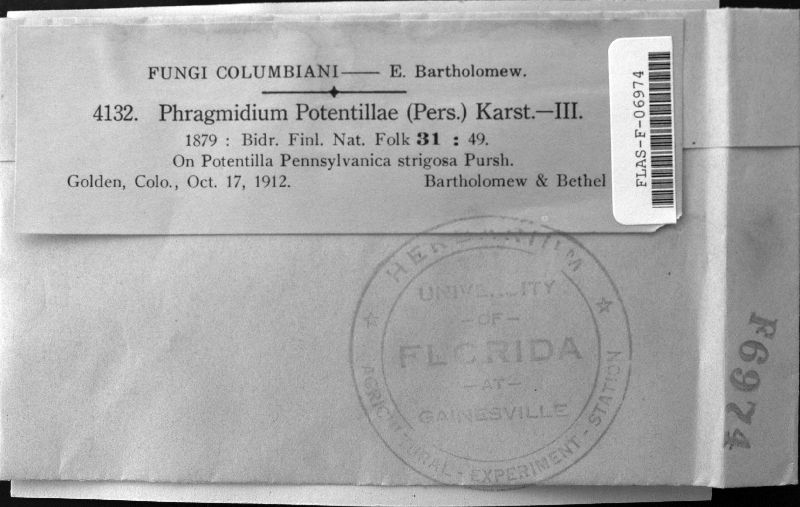 FUNGI COLUMBIANI—— E. Bartholomew.
4132. Phragmidium Potentillae (Pers.) Karst.—III.
1879 : Bidr. Finl. Nat. Folk 31 : 49.
On Potentilla Pennsylvanica strigosa Pursh.
Golden, Colo., Oct. 17, 1912. Bartholomew & Bethel
FLAS-F-06974
HERBARIUM
UNIVERSITY
-OF-
FLORIDA
-AT-
GAINESVILLE
AGRICULTURAL - EXPERIMENT - STATION
F6974